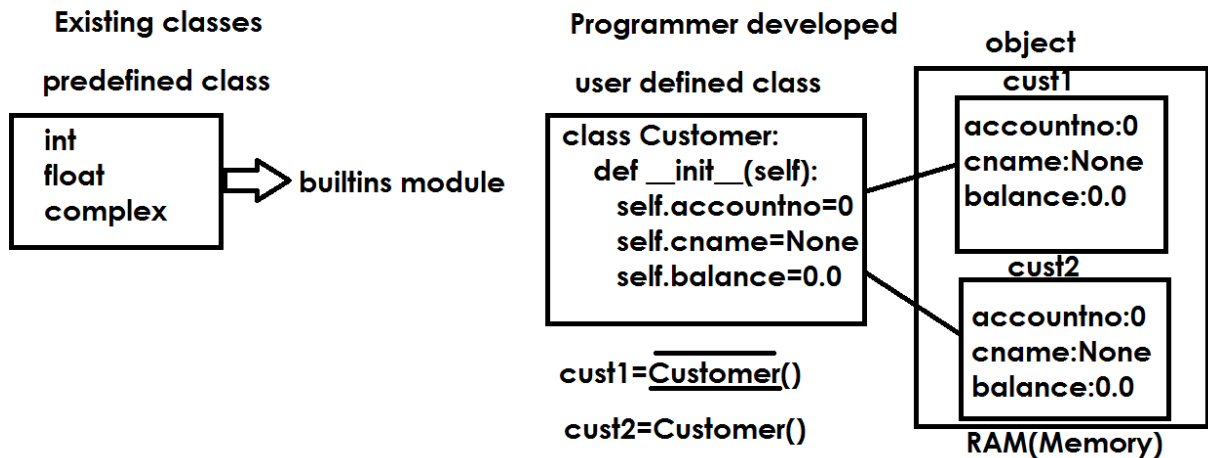 Existing classes
predefined class
int
float
complex
builtins module
Programmer developed
user defined class
class Customer:
def __init__(self):
self.accountno=0
self.cname=None
self.balance=0.0
cust1=Customer()
cust2=Customer()
object
cust1
accountno:0
cname:None
balance:0.0
cust2
accountno:0
cname:None
balance:0.0
RAM(Memory)